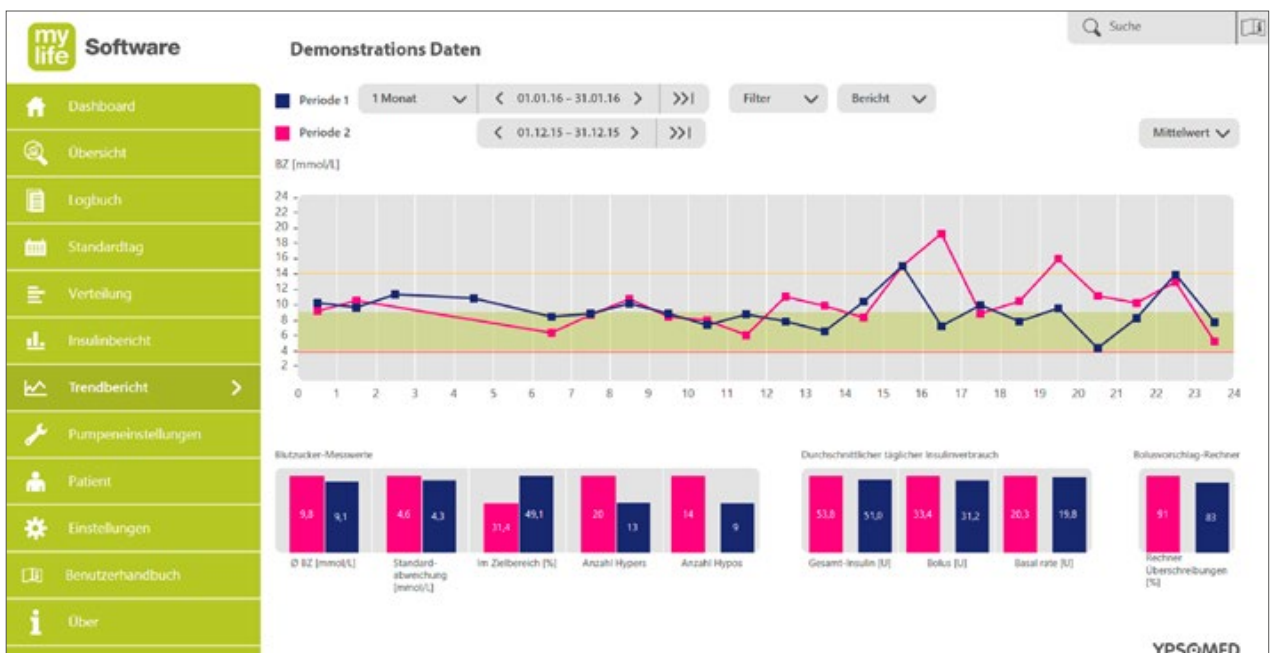 my life Software
Demonstrations Daten
Suche
Dashboard
Übersicht
Logbuch
Standardtag
Verteilung
Insulinbericht
Trendbericht
Pumpeneinstellungen
Patient
Einstellungen
Benutzerhandbuch
Über
Periode 1 1 Monat 01.01.16 – 31.01.16 Filter Bericht
Periode 2 01.12.15 – 31.12.15 Mittelwert
BZ [mmol/L]
24
22
20
18
16
14
12
10
8
6
4
2
0 1 2 3 4 5 6 7 8 9 10 11 12 13 14 15 16 17 18 19 20 21 22 23 24
Blutzucker-Messwerte
9,8 9,1 4,6 4,3 31,4 49,1 20 13 14 9
Ø BZ [mmol/L]
Standard-
abweichung
[mmol/L]
Im Zielbereich [%]
Anzahl Hypers
Anzahl Hypos
Durchschnittlicher täglicher Insulinverbrauch
53,8 51,0 33,4 31,2 20,3 19,8
Gesamt-Insulin [U] Bolus [U] Basal rate [U]
Bolusvorschlag-Rechner
91 83
Rechner
Überschreibungen
[%]
YPSOMED